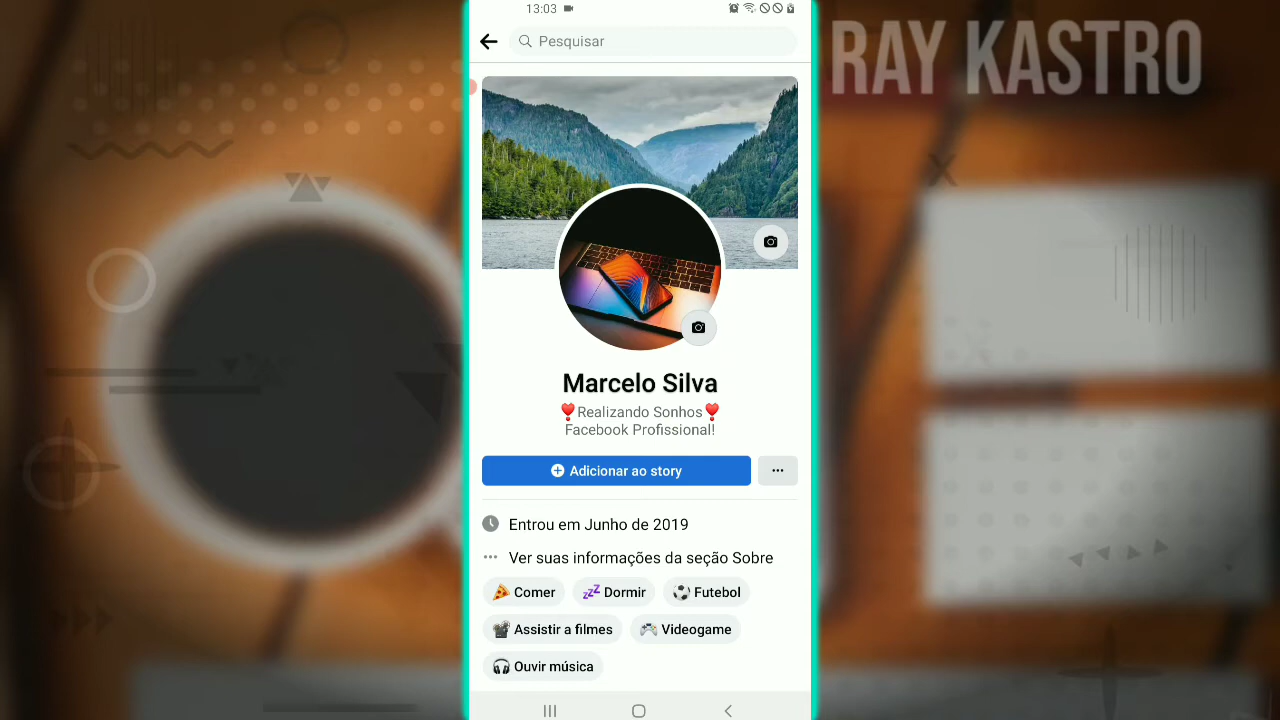 13:03
RAY KASTRO
Pesquisar
Marcelo Silva
❣Realizando Sonhos❣
Facebook Profissional!
Adicionar ao story
Entrou em Junho de 2019
Ver suas informações da seção Sobre
🍕 Comer 💤 Dormir ⚽ Futebol
📽 Assistir a filmes 🎮 Videogame
🎧 Ouvir música